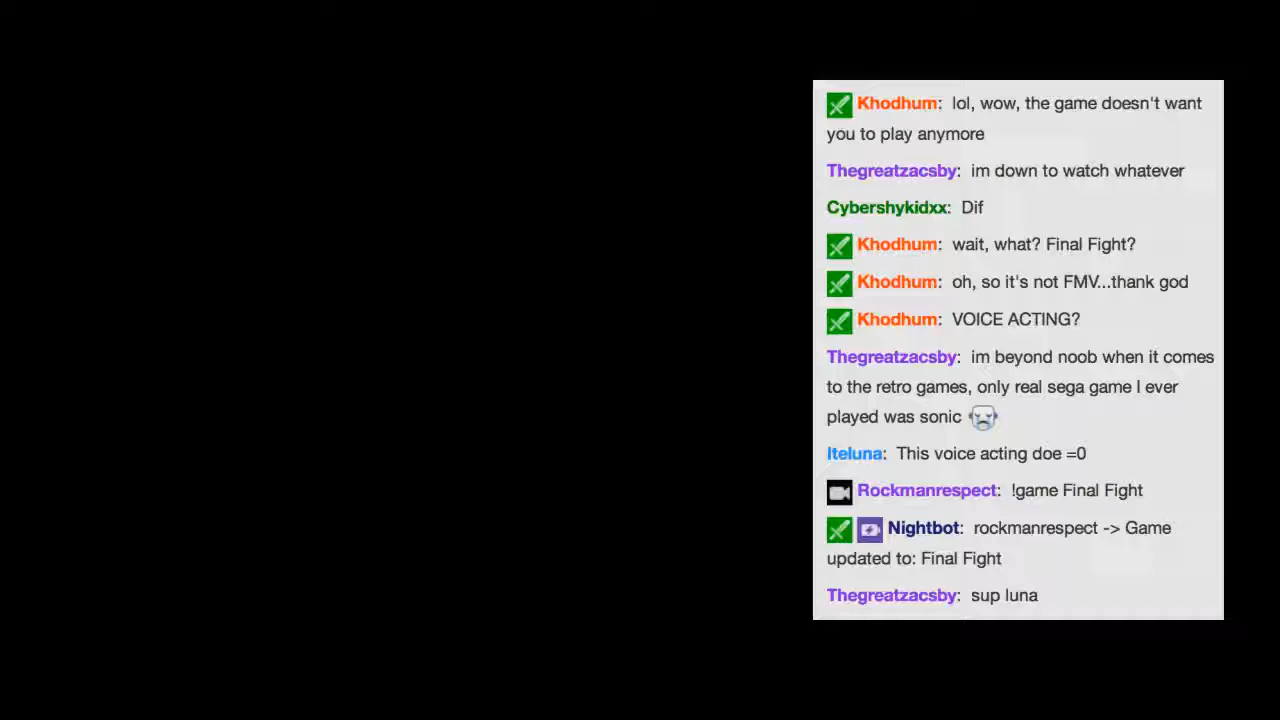 Khodhum: lol, wow, the game doesn't want
you to play anymore
Thegreatzacsby: im down to watch whatever
Cybershykidxx: Dif
Khodhum: wait, what? Final Fight?
Khodhum: oh, so it's not FMV...thank god
Khodhum: VOICE ACTING?
Thegreatzacsby: im beyond noob when it comes
to the retro games, only real sega game I ever
played was sonic
Iteluna: This voice acting doe =0
Rockmanrespect: !game Final Fight
Nightbot: rockmanrespect -> Game
updated to: Final Fight
Thegreatzacsby: sup luna